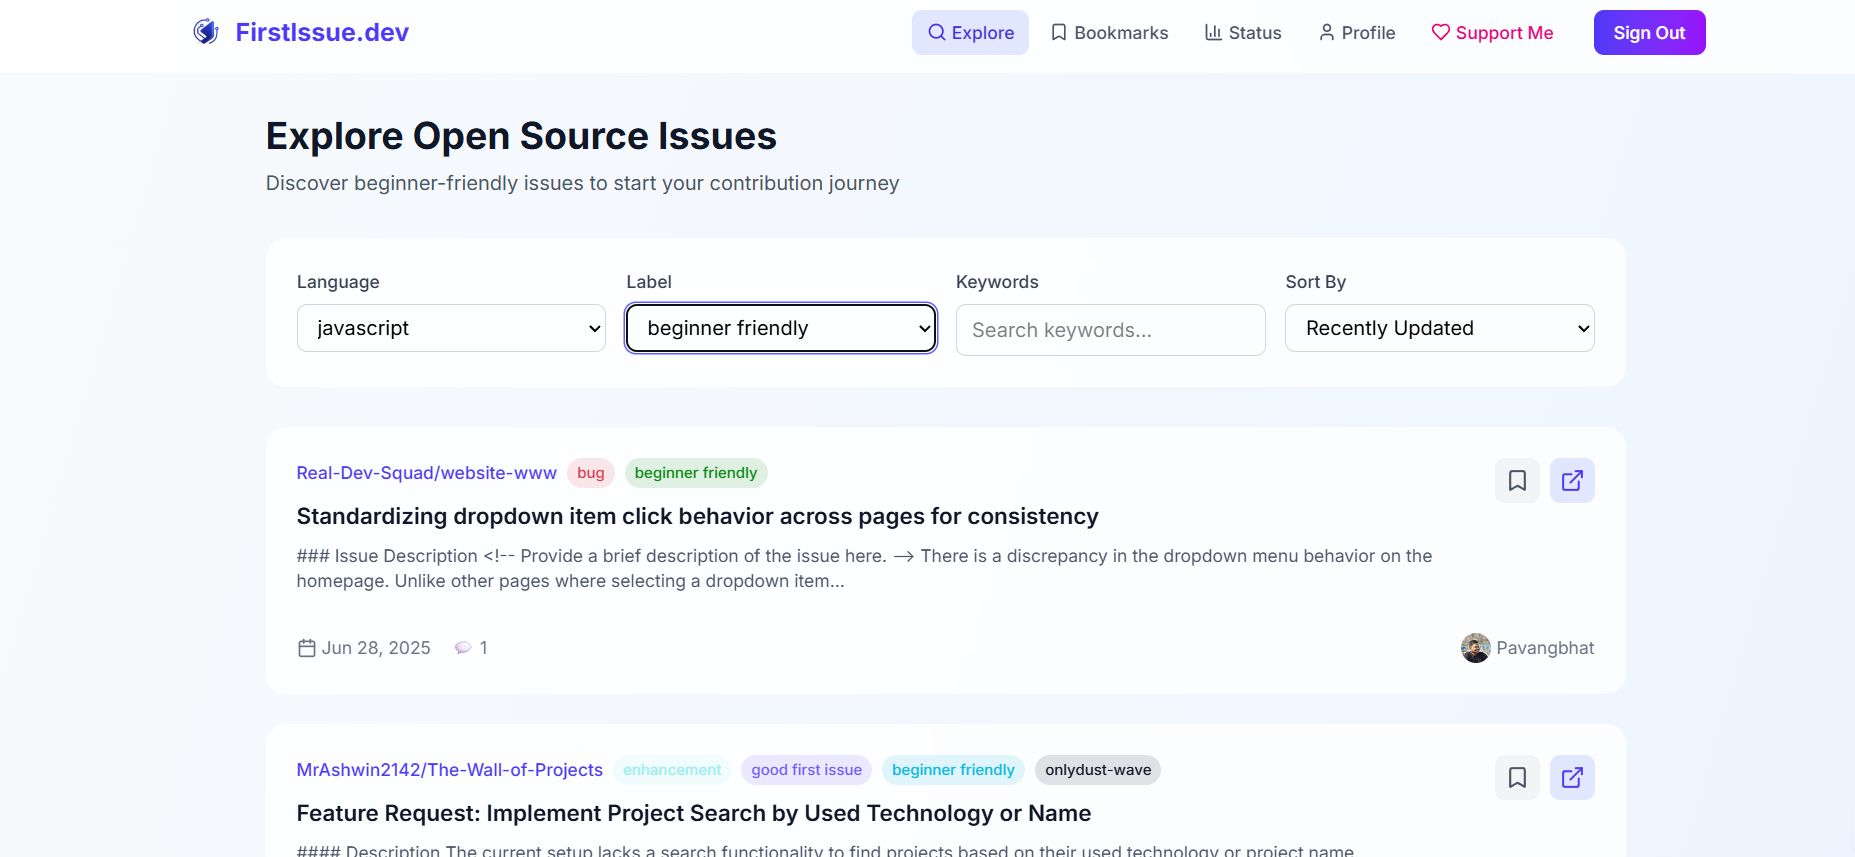 FirstIssue.dev
Explore
Bookmarks
Status
Profile
Support Me
Sign Out
Explore Open Source Issues
Discover beginner-friendly issues to start your contribution journey
Language
Label
Keywords
Sort By
javascript
beginner friendly
Search keywords...
Recently Updated
Real-Dev-Squad/website-www bug beginner friendly
Standardizing dropdown item click behavior across pages for consistency
### Issue Description <!-- Provide a brief description of the issue here. --> There is a discrepancy in the dropdown menu behavior on the
homepage. Unlike other pages where selecting a dropdown item...
Jun 28, 2025 1
Pavangbhat
MrAshwin2142/The-Wall-of-Projects enhancement good first issue beginner friendly onlydust-wave
Feature Request: Implement Project Search by Used Technology or Name
#### Description The current setup lacks a search functionality to find projects based on their used technology or project name